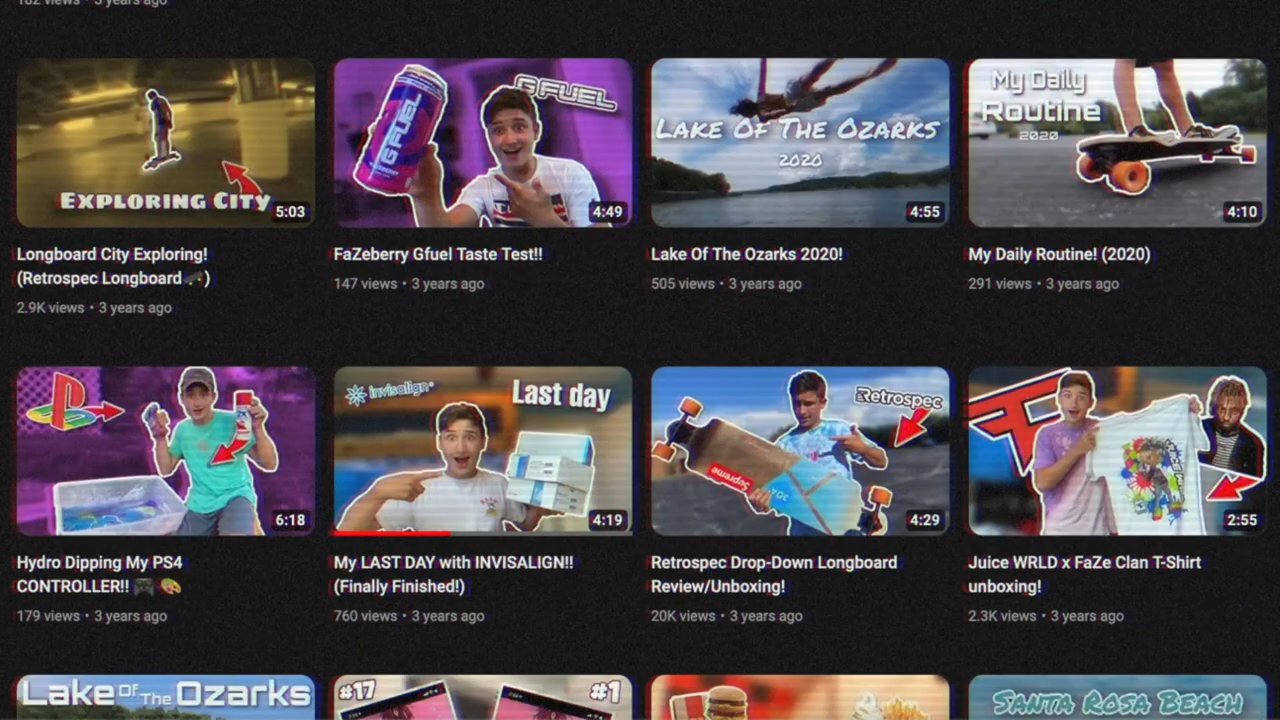 182 views • 3 years ago
EXPLORING CITY
5:03
GFUEL
GFUEL
4:49
LAKE OF THE OZARKS
2020
4:55
My Daily
Routine
2020
4:10
Longboard City Exploring!
(Retrospec Longboard🛹)
2.9K views • 3 years ago
FaZeberry Gfuel Taste Test!!
147 views • 3 years ago
Lake Of The Ozarks 2020!
505 views • 3 years ago
My Daily Routine! (2020)
291 views • 3 years ago
6:18
invisalign
Last day
4:19
Retrospec
Supreme
4:29
2:55
Hydro Dipping My PS4
CONTROLLER!! 🎮 🎨
179 views • 3 years ago
My LAST DAY with INVISALIGN!!
(Finally Finished!)
760 views • 3 years ago
Retrospec Drop-Down Longboard
Review/Unboxing!
20K views • 3 years ago
Juice WRLD x FaZe Clan T-Shirt
unboxing!
2.3K views • 3 years ago
Lake Of The Ozarks
#17
#1
SANTA ROSA BEACH